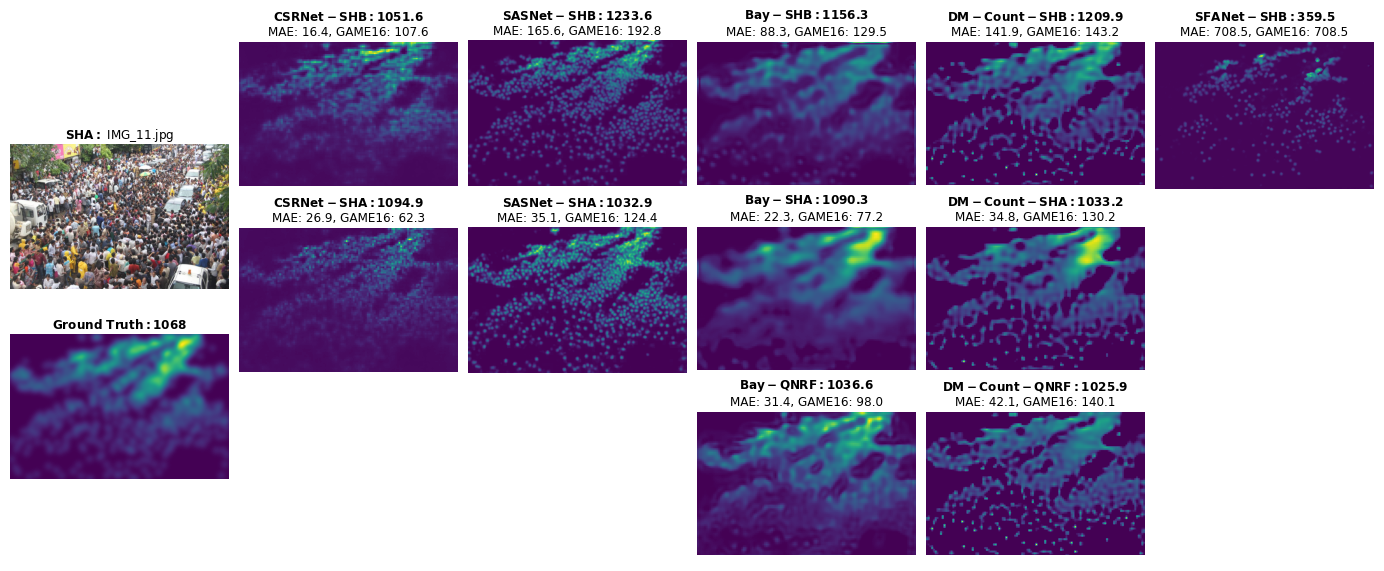 CSRNet − SHB : 1051.6
MAE: 16.4, GAME16: 107.6
SASNet − SHB : 1233.6
MAE: 165.6, GAME16: 192.8
Bay − SHB : 1156.3
MAE: 88.3, GAME16: 129.5
DM − Count − SHB : 1209.9
MAE: 141.9, GAME16: 143.2
SFANet − SHB : 359.5
MAE: 708.5, GAME16: 708.5
SHA : IMG_11.jpg
CSRNet − SHA : 1094.9
MAE: 26.9, GAME16: 62.3
SASNet − SHA : 1032.9
MAE: 35.1, GAME16: 124.4
Bay − SHA : 1090.3
MAE: 22.3, GAME16: 77.2
DM − Count − SHA : 1033.2
MAE: 34.8, GAME16: 130.2
Ground Truth : 1068
Bay − QNRF : 1036.6
MAE: 31.4, GAME16: 98.0
DM − Count − QNRF : 1025.9
MAE: 42.1, GAME16: 140.1